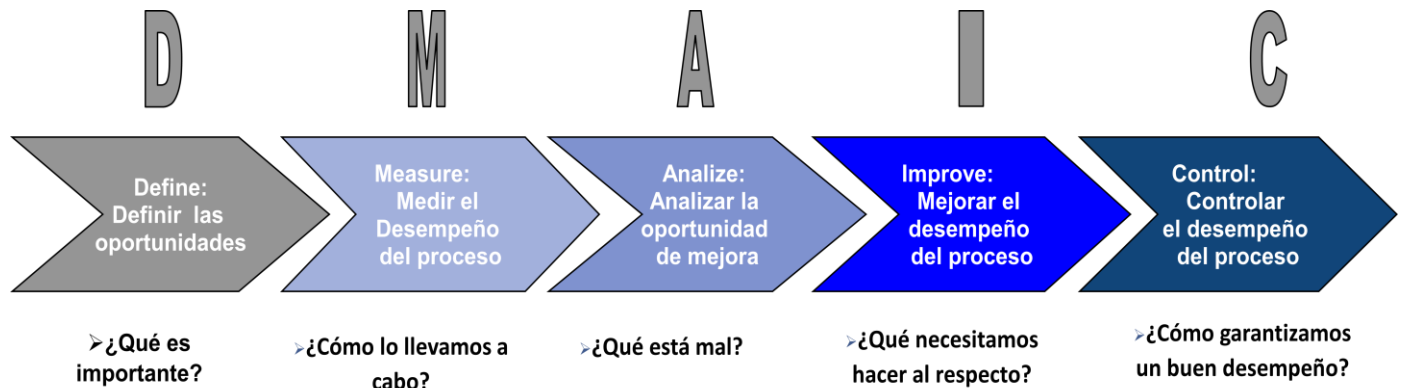 D
M
A
I
C
Define:
Definir las
oportunidades
Measure:
Medir el
Desempeño
del proceso
Analize:
Analizar la
oportunidad
de mejora
Improve:
Mejorar el
desempeño
del proceso
Control:
Controlar
el desempeño
del proceso
➢¿Qué es
importante?
➢¿Cómo lo llevamos a
cabo?
➢¿Qué está mal?
➢¿Qué necesitamos
hacer al respecto?
➢¿Cómo garantizamos
un buen desempeño?